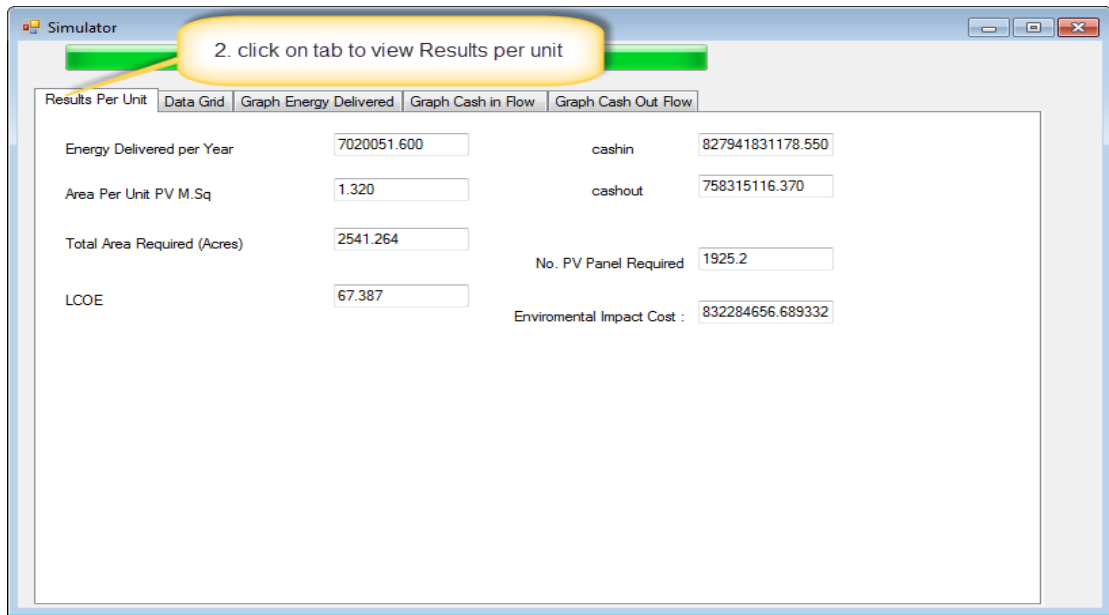 Simulator
2. click on tab to view Results per unit
Results Per Unit Data Grid Graph Energy Delivered Graph Cash in Flow Graph Cash Out Flow
Energy Delivered per Year 7020051.600 cashin 827941831178.550
Area Per Unit PV M.Sq 1.320 cashout 758315116.370
Total Area Required (Acres) 2541.264
No. PV Panel Required 1925.2
LCOE 67.387
Enviromental Impact Cost : 832284656.689332